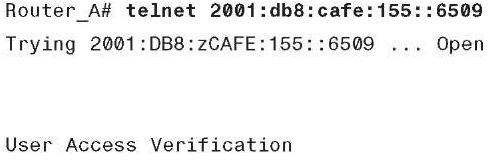 Router_A# telnet 2001:db8:cafe:155::6509
Trying 2001:DB8:zCAFE:155::6509 ... Open
User Access Verification